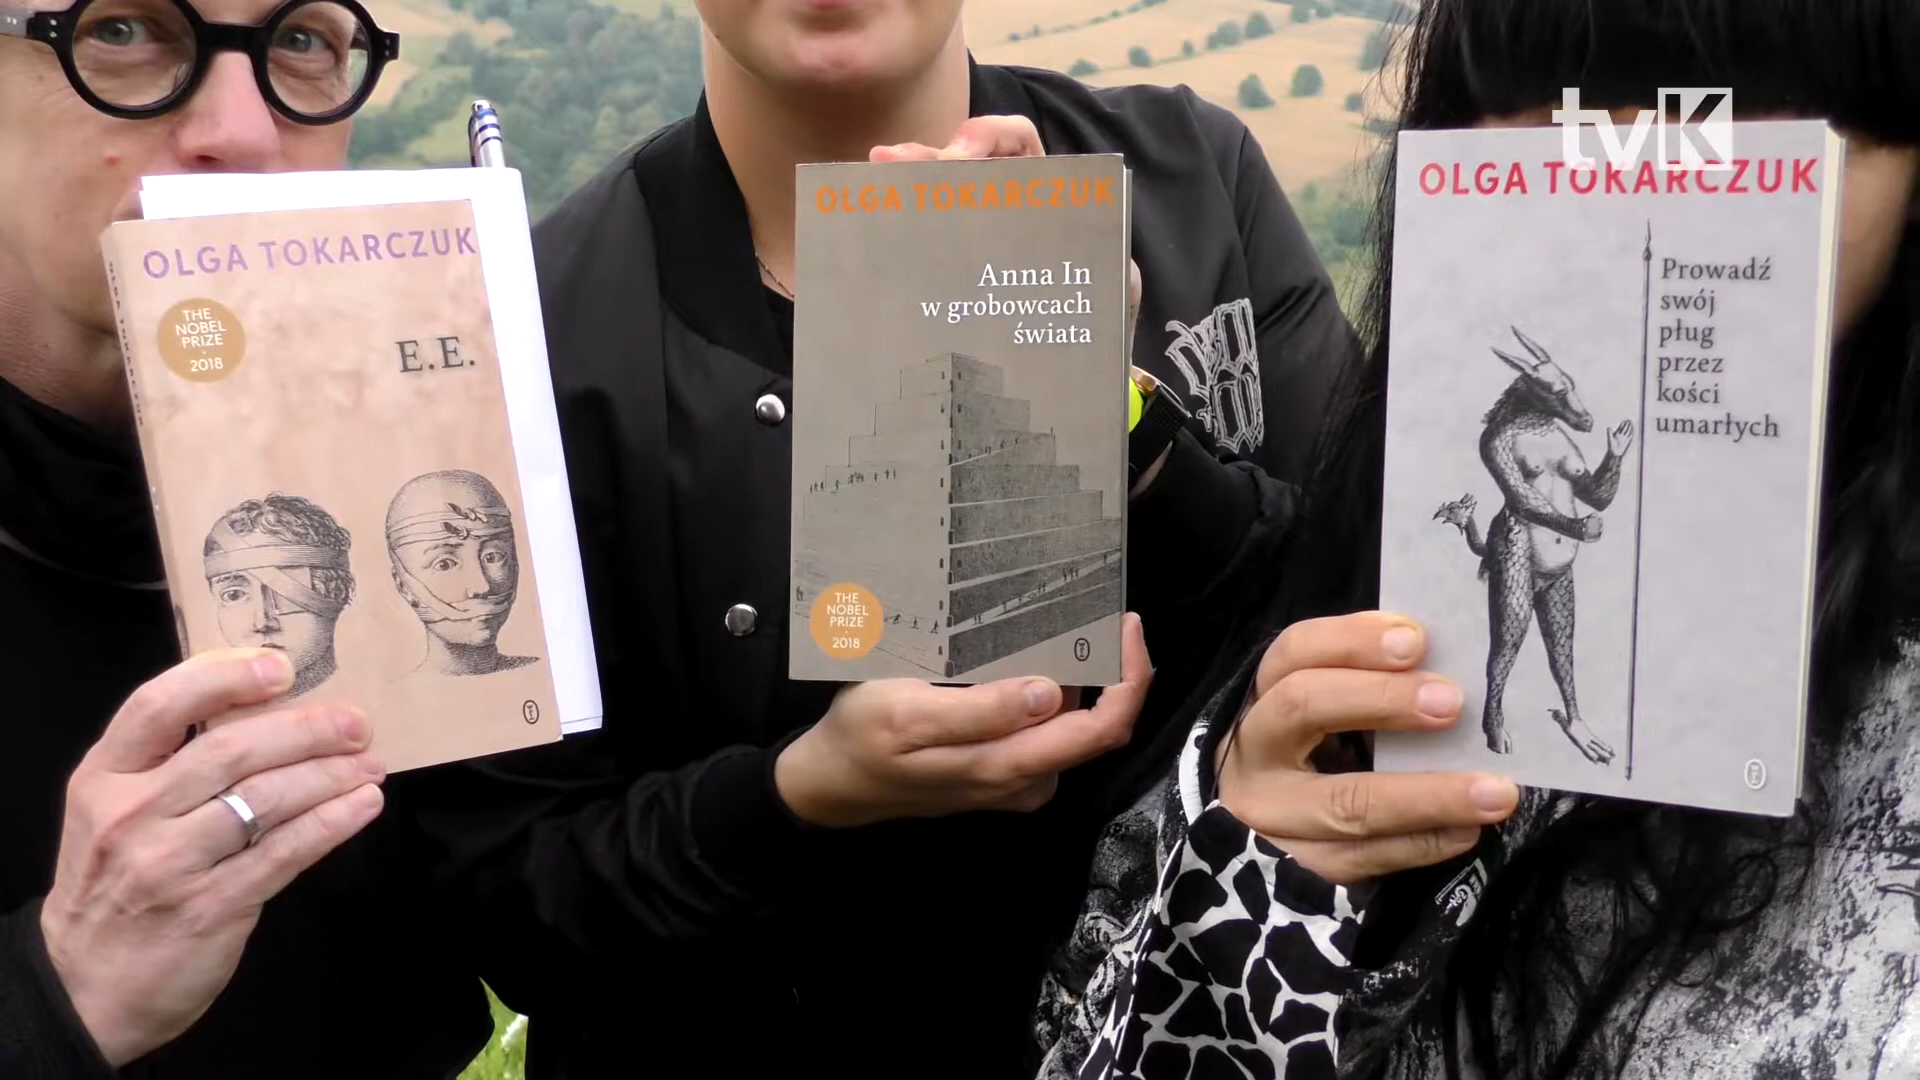 tvK
OLGA TOKARCZUK
THE
NOBEL
PRIZE
2018
E.E.
OLGA TOKARCZUK
Anna In
w grobowcach
świata
THE
NOBEL
PRIZE
2018
OLGA TOKARCZUK
Prowadź
swój
pług
przez
kości
umarłych